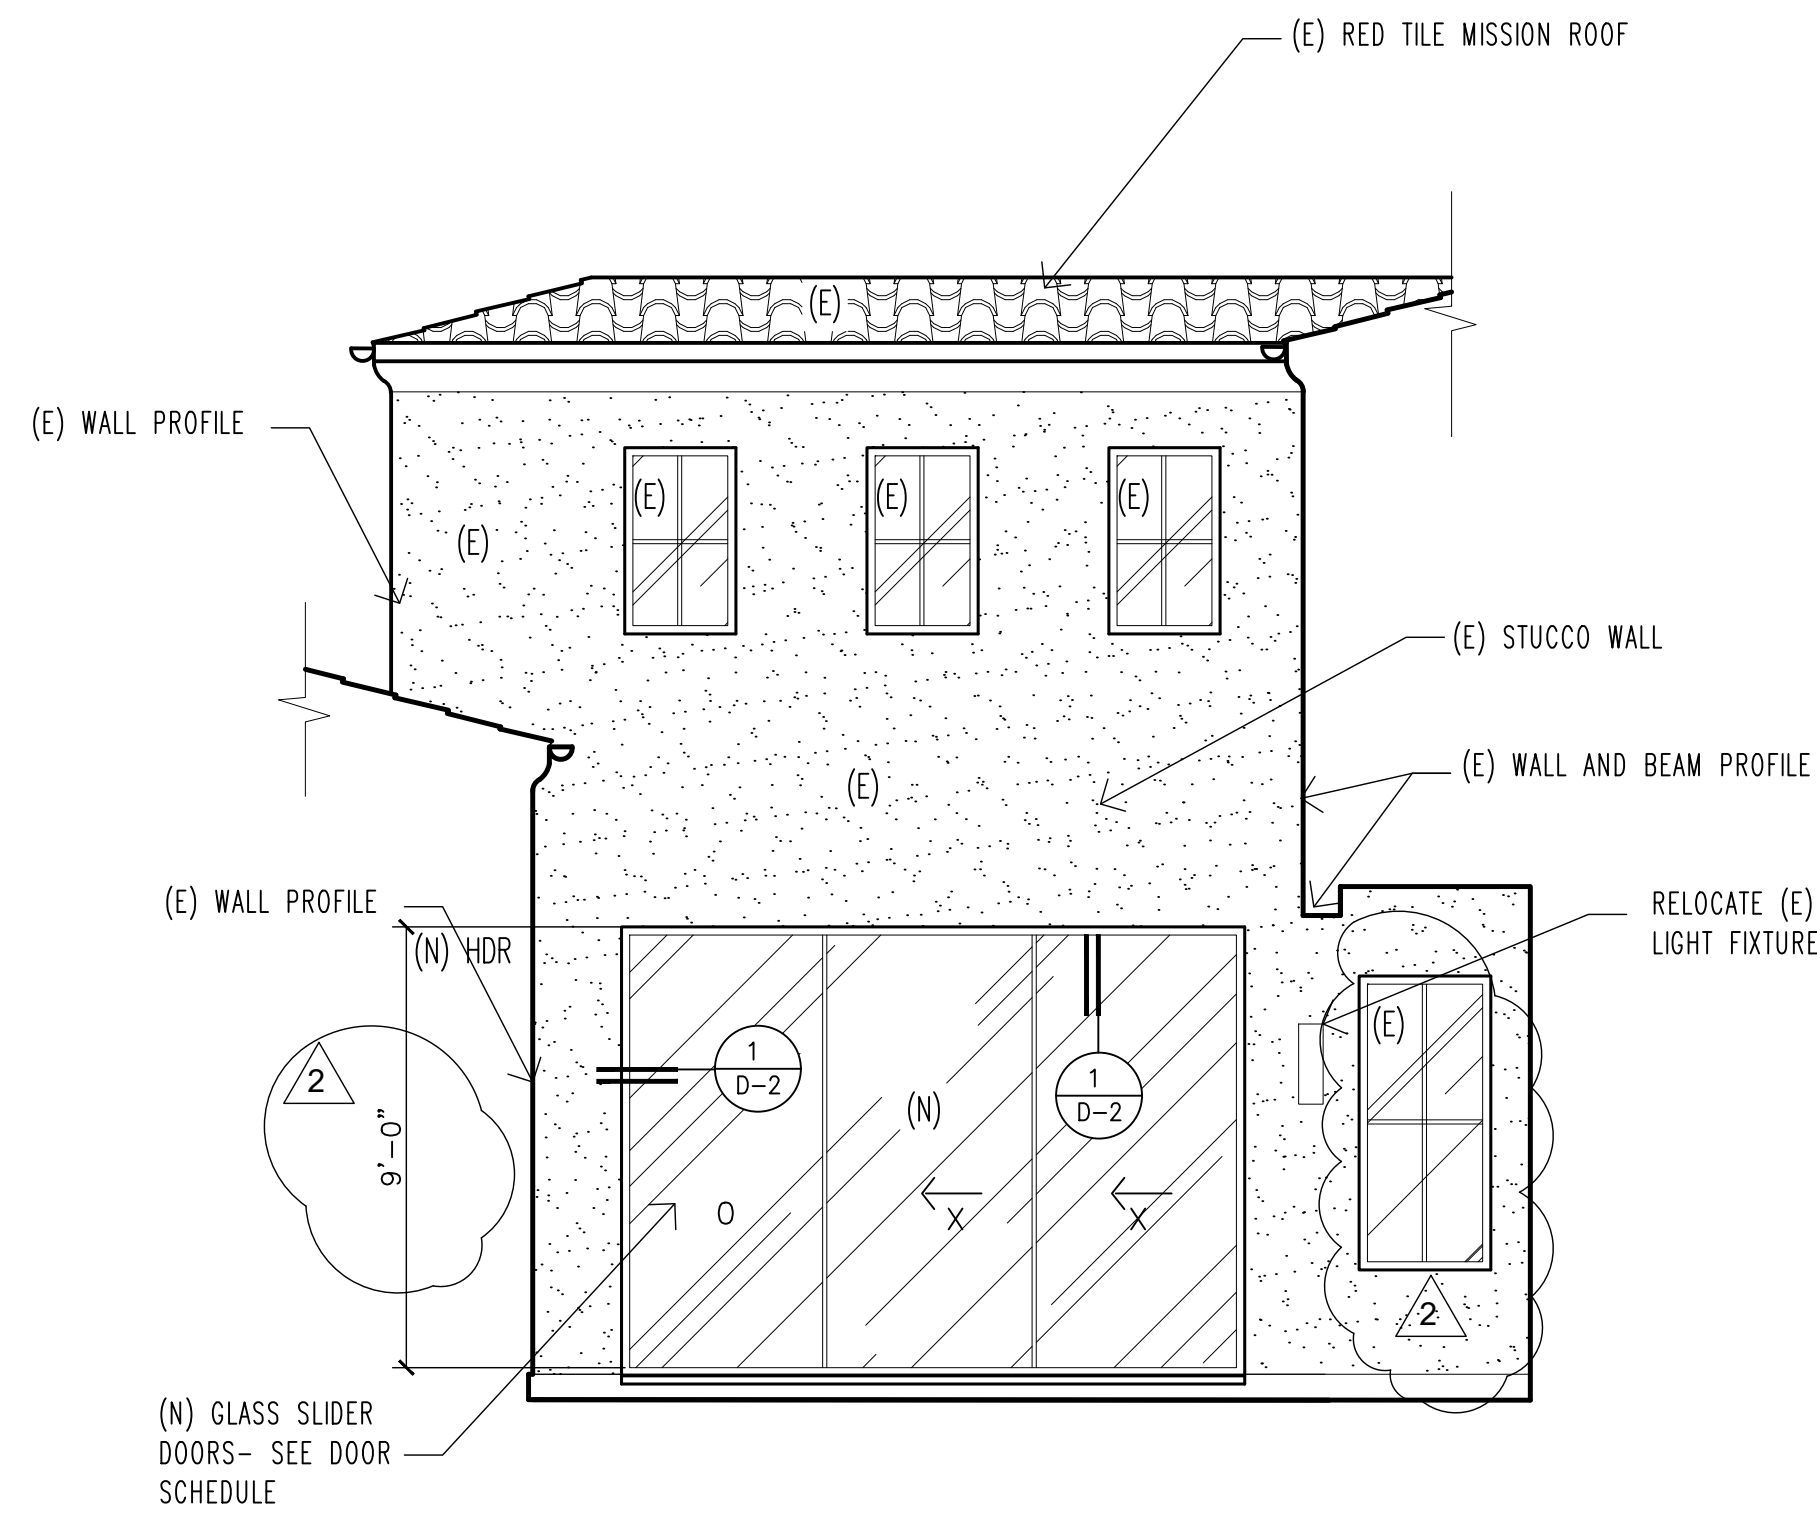 (E) RED TILE MISSION ROOF
(E)
(E) WALL PROFILE
(E)
(E)
(E)
(E)
(E) STUCCO WALL
(E) WALL AND BEAM PROFILE
(E)
(E) WALL PROFILE
RELOCATE (E)
LIGHT FIXTURE
(N) HDR
(E)
1
D-2
1
D-2
2
(N)
9'-0"
O
X
X
2
(N) GLASS SLIDER
DOORS- SEE DOOR
SCHEDULE